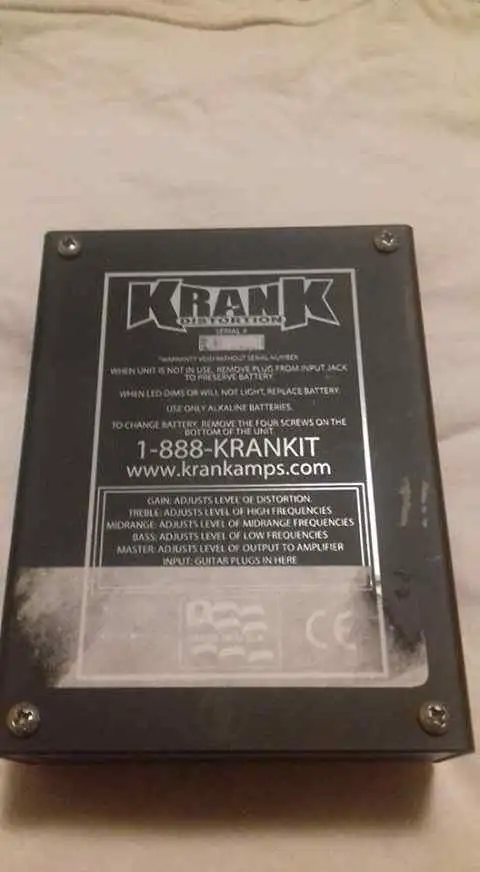 KRANK
DISTORTION
SERIAL #
*WARRANTY VOID WITHOUT SERIAL NUMBER
WHEN UNIT IS NOT IN USE, REMOVE PLUG FROM INPUT JACK
TO PRESERVE BATTERY.
WHEN LED DIMS OR WILL NOT LIGHT, REPLACE BATTERY.
USE ONLY ALKALINE BATTERIES.
TO CHANGE BATTERY, REMOVE THE FOUR SCREWS ON THE
BOTTOM OF THE UNIT.
1-888-KRANKIT
www.krankamps.com
GAIN: ADJUSTS LEVEL OF DISTORTION.
TREBLE: ADJUSTS LEVEL OF HIGH FREQUENCIES
MIDRANGE: ADJUSTS LEVEL OF MIDRANGE FREQUENCIES
BASS: ADJUSTS LEVEL OF LOW FREQUENCIES
MASTER: ADJUSTS LEVEL OF OUTPUT TO AMPLIFIER
INPUT: GUITAR PLUGS IN HERE
CE